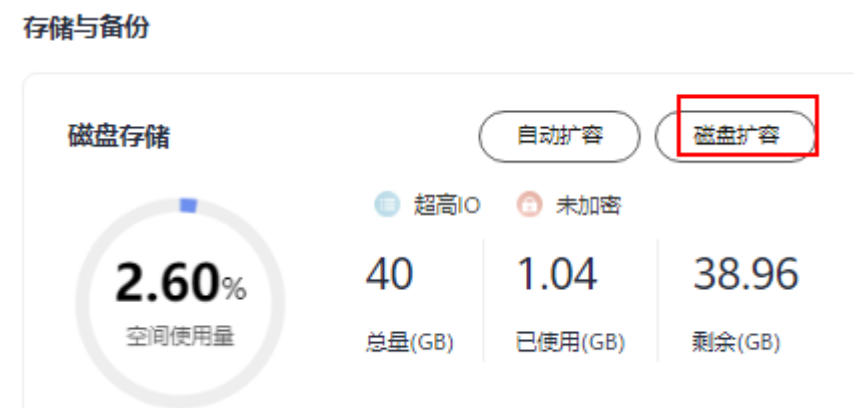 存储与备份
磁盘存储 自动扩容 磁盘扩容
超高IO 未加密
2.60% 40 1.04 38.96
空间使用量 总量(GB) 已使用(GB) 剩余(GB)